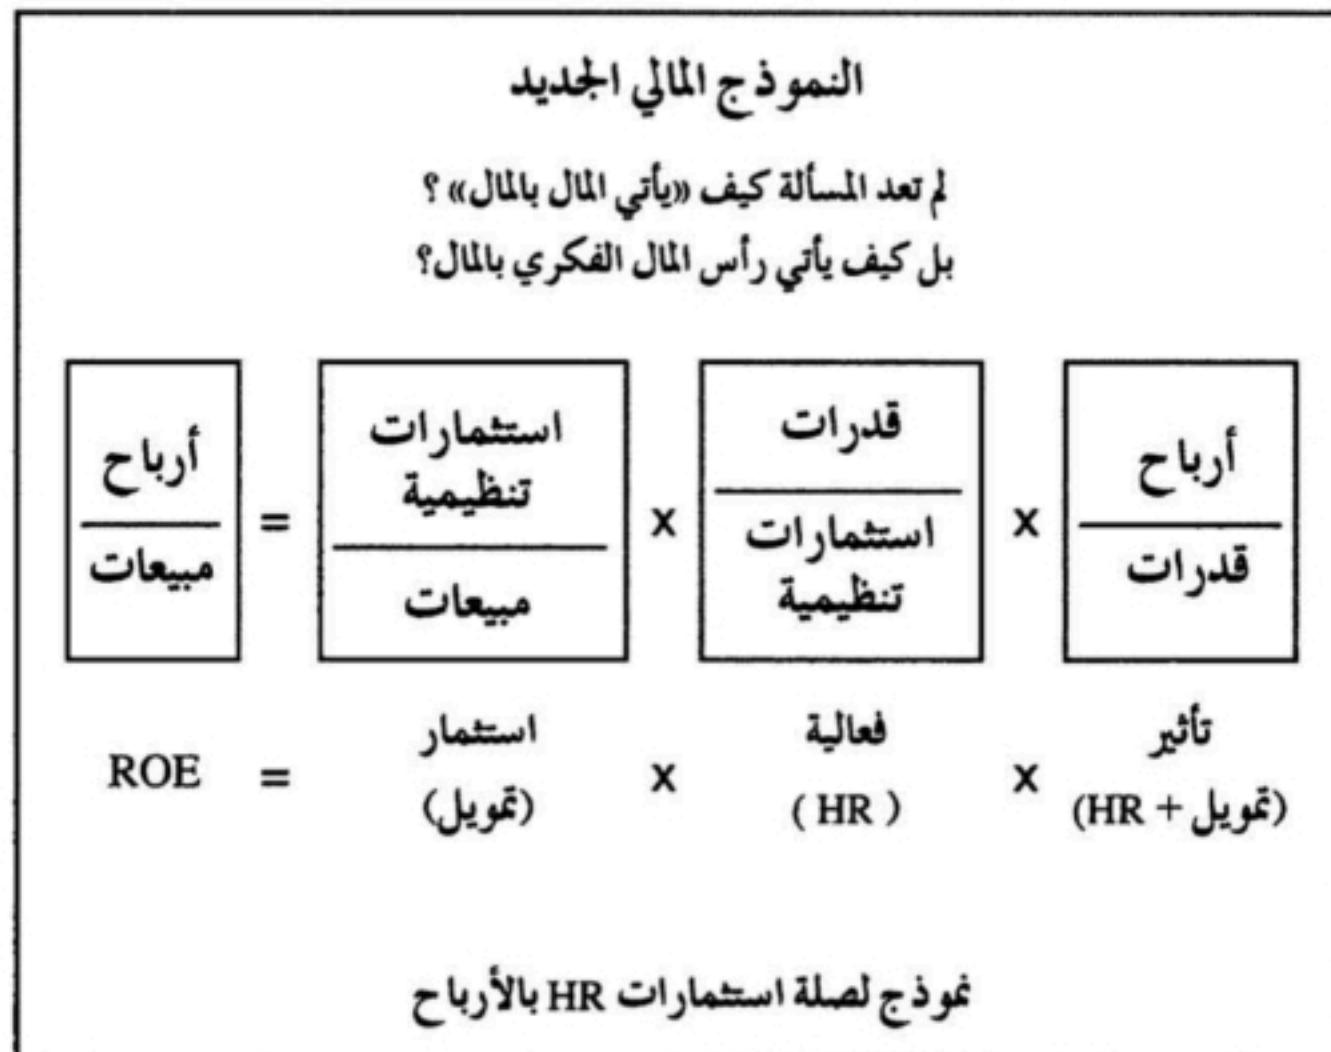 النموذج المالي الجديد
لم تعد المسألة كيف «يأتي المال بالمال» ؟
بل كيف يأتي رأس المال الفكري بالمال؟
أرباح
مبيعات
=
استثمارات
تنظيمية
مبيعات
x
قدرات
استثمارات
تنظيمية
x
أرباح
قدرات
ROE = استثمار (تمويل) x فعالية ( HR ) x تأثير (تمويل + HR)
نموذج لصلة استثمارات HR بالأرباح